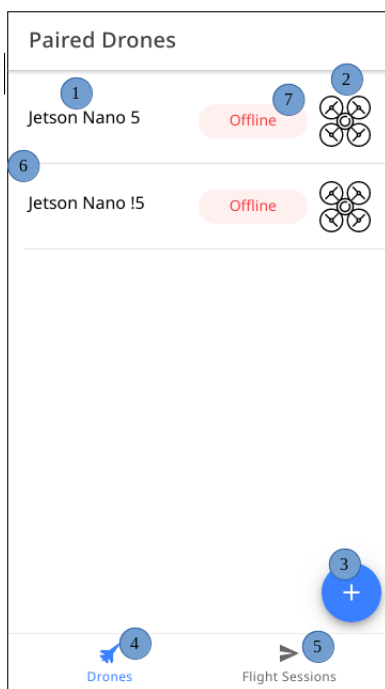 Paired Drones
1
2
7
Jetson Nano 5
Offline
6
Jetson Nano !5
Offline
3
+
4
5
Drones
Flight Sessions